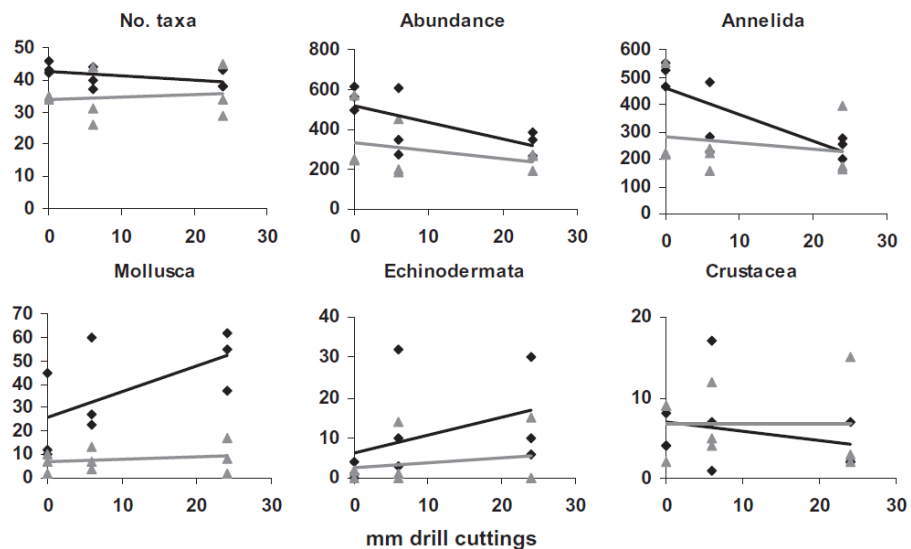 No. taxa Abundance Annelida
50 800 600
40 600 500
30 400 400
20 200 300
10 0 200
0 100
0
0 10 20 30 0 10 20 30 0 10 20 30
Mollusca Echinodermata Crustacea
70 40 20
60 30 10
50 20 0
40 10
30 0
20
10
0
0 10 20 30 0 10 20 30 0 10 20 30
mm drill cuttings